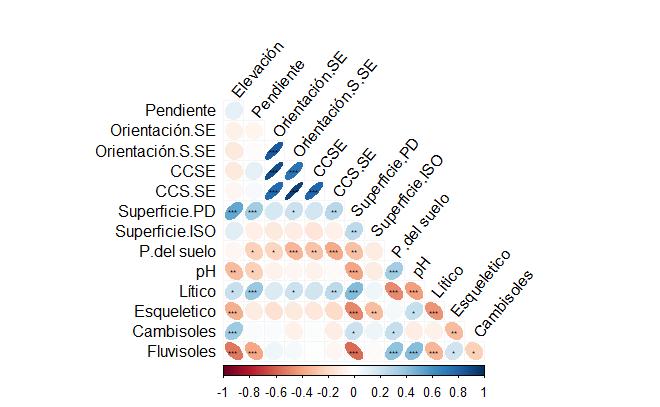 Elevación
Pendiente
Orientación.SE
Orientación.S.SE
CCSE
CCS.SE
Superficie.PD
Superficie.ISO
P.del suelo
pH
Lítico
Esqueletico
Cambisoles
Pendiente
Orientación.SE
Orientación.S.SE
CCSE
CCS.SE
Superficie.PD *** *** * **
Superficie.ISO **
P.del suelo * * *** ** *** **
pH ** * *** ***
Lítico * *** * ** *** *** ***
Esqueletico *** *** ** * ***
Cambisoles *** * * **
Fluvisoles *** *** *** *** *** *** * *
-1 -0.8 -0.6 -0.4 -0.2 0 0.2 0.4 0.6 0.8 1